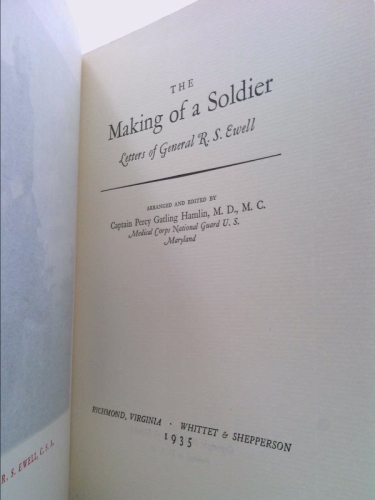 THE
Making of a Soldier
Letters of General R. S. Ewell
ARRANGED AND EDITED BY
Captain Percy Gatling Hamlin, M. D., M. C.
Medical Corps National Guard U. S.
Maryland
RICHMOND, VIRGINIA · WHITTET & SHEPPERSON
1935
R. S. EWELL, C. S. A.